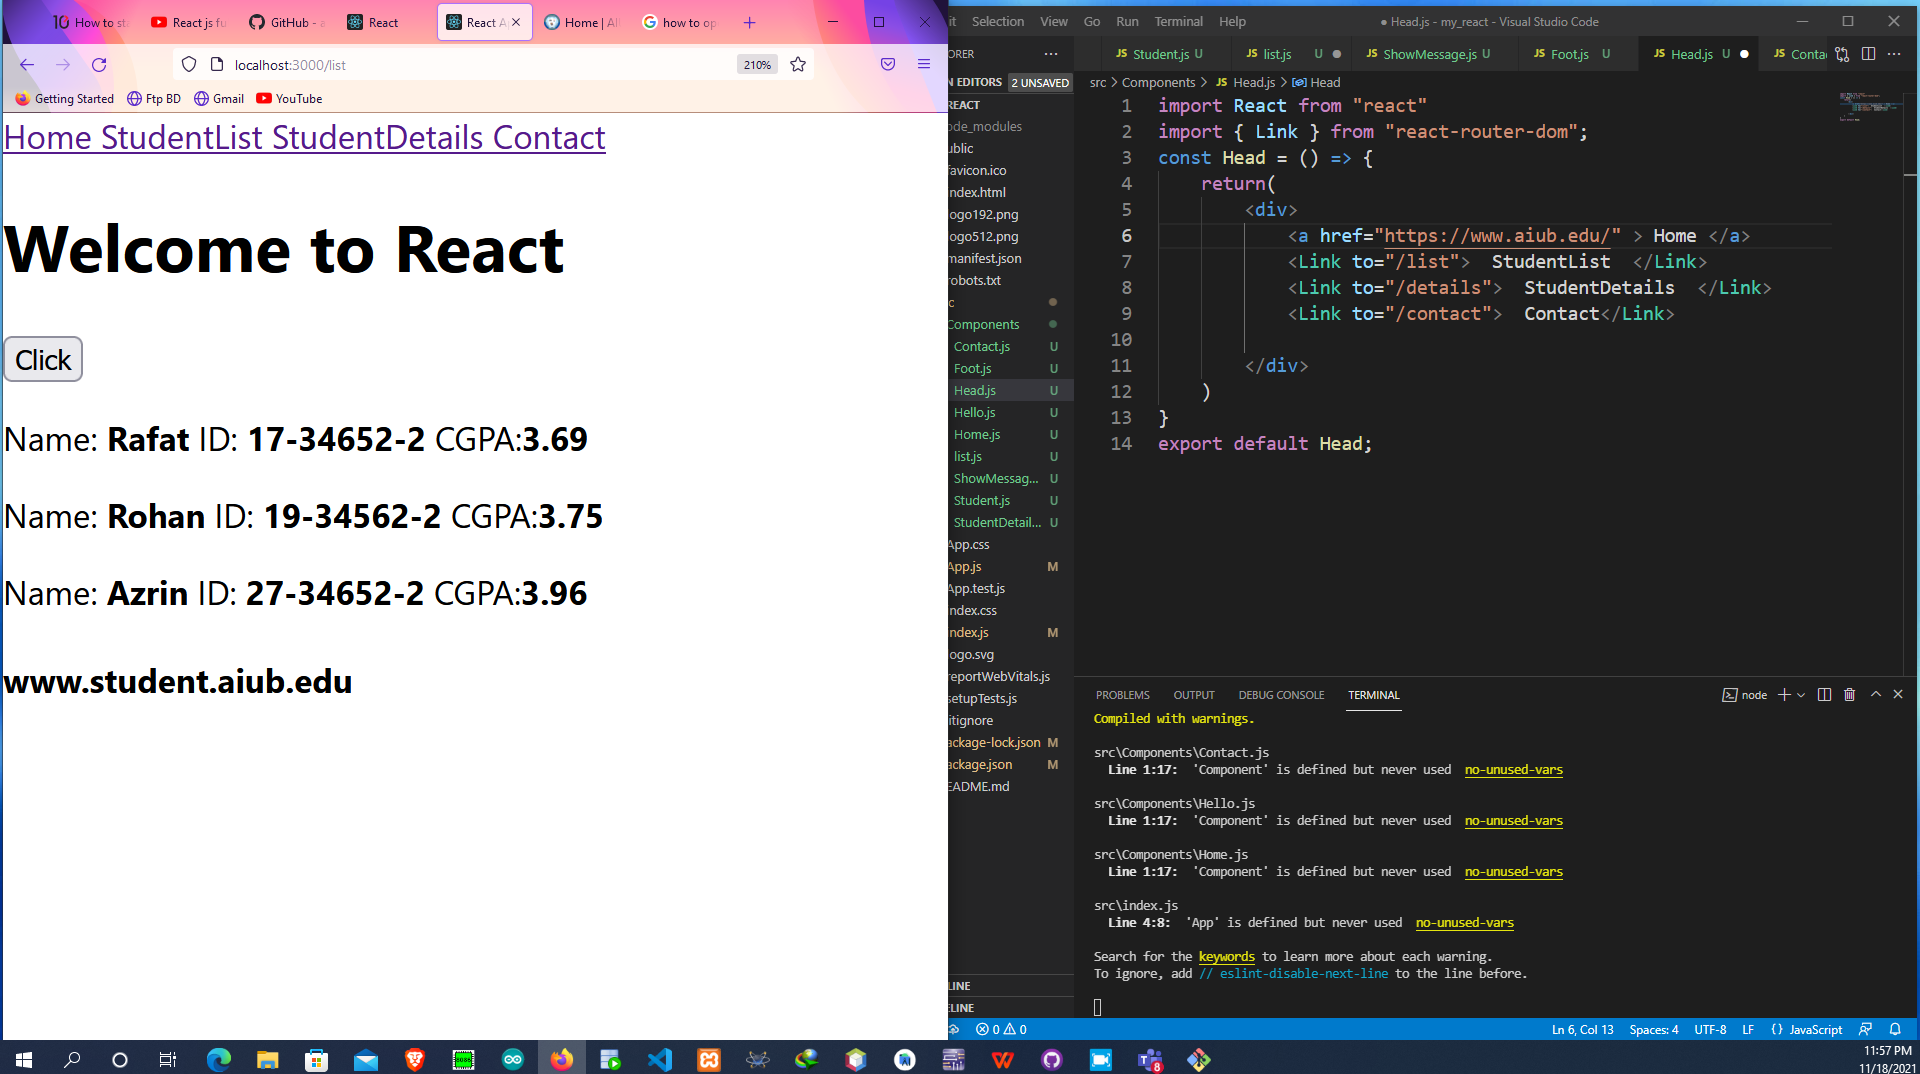 How to st
React js fu
GitHub - a
React
React A
Home | AI
how to op
localhost:3000/list
210%
Getting Started
Ftp BD
Gmail
YouTube
Home StudentList StudentDetails Contact
Welcome to React
Click
Name: Rafat ID: 17-34652-2 CGPA:3.69
Name: Rohan ID: 19-34562-2 CGPA:3.75
Name: Azrin ID: 27-34652-2 CGPA:3.96
www.student.aiub.edu
it Selection View Go Run Terminal Help
● Head.js - my_react - Visual Studio Code
ORER
JS Student.js U
JS list.js U
JS ShowMessage.js U
JS Foot.js U
JS Head.js U
JS Conta
N EDITORS 2 UNSAVED
REACT
ode_modules
ublic
favicon.ico
ndex.html
ogo192.png
ogo512.png
manifest.json
robots.txt
c
Components
Contact.js U
Foot.js U
Head.js U
Hello.js U
Home.js U
list.js U
ShowMessag... U
Student.js U
StudentDetail... U
App.css
App.js M
App.test.js
ndex.css
ndex.js M
ogo.svg
reportWebVitals.js
setupTests.js
itignore
ackage-lock.json M
ackage.json M
EADME.md
LINE
ELINE
src > Components > JS Head.js > Head
1 import React from "react"
2 import { Link } from "react-router-dom";
3 const Head = () => {
4 return(
5 <div>
6 <a href="https://www.aiub.edu/" > Home </a>
7 <Link to="/list"> StudentList </Link>
8 <Link to="/details"> StudentDetails </Link>
9 <Link to="/contact"> Contact</Link>
10
11 </div>
12 )
13 }
14 export default Head;
PROBLEMS OUTPUT DEBUG CONSOLE TERMINAL
node
Compiled with warnings.
src\Components\Contact.js
Line 1:17: 'Component' is defined but never used no-unused-vars
src\Components\Hello.js
Line 1:17: 'Component' is defined but never used no-unused-vars
src\Components\Home.js
Line 1:17: 'Component' is defined but never used no-unused-vars
src\index.js
Line 4:8: 'App' is defined but never used no-unused-vars
Search for the keywords to learn more about each warning.
To ignore, add // eslint-disable-next-line to the line before.
0 0
Ln 6, Col 13 Spaces: 4 UTF-8 LF {} JavaScript
8
11:57 PM
11/18/2021